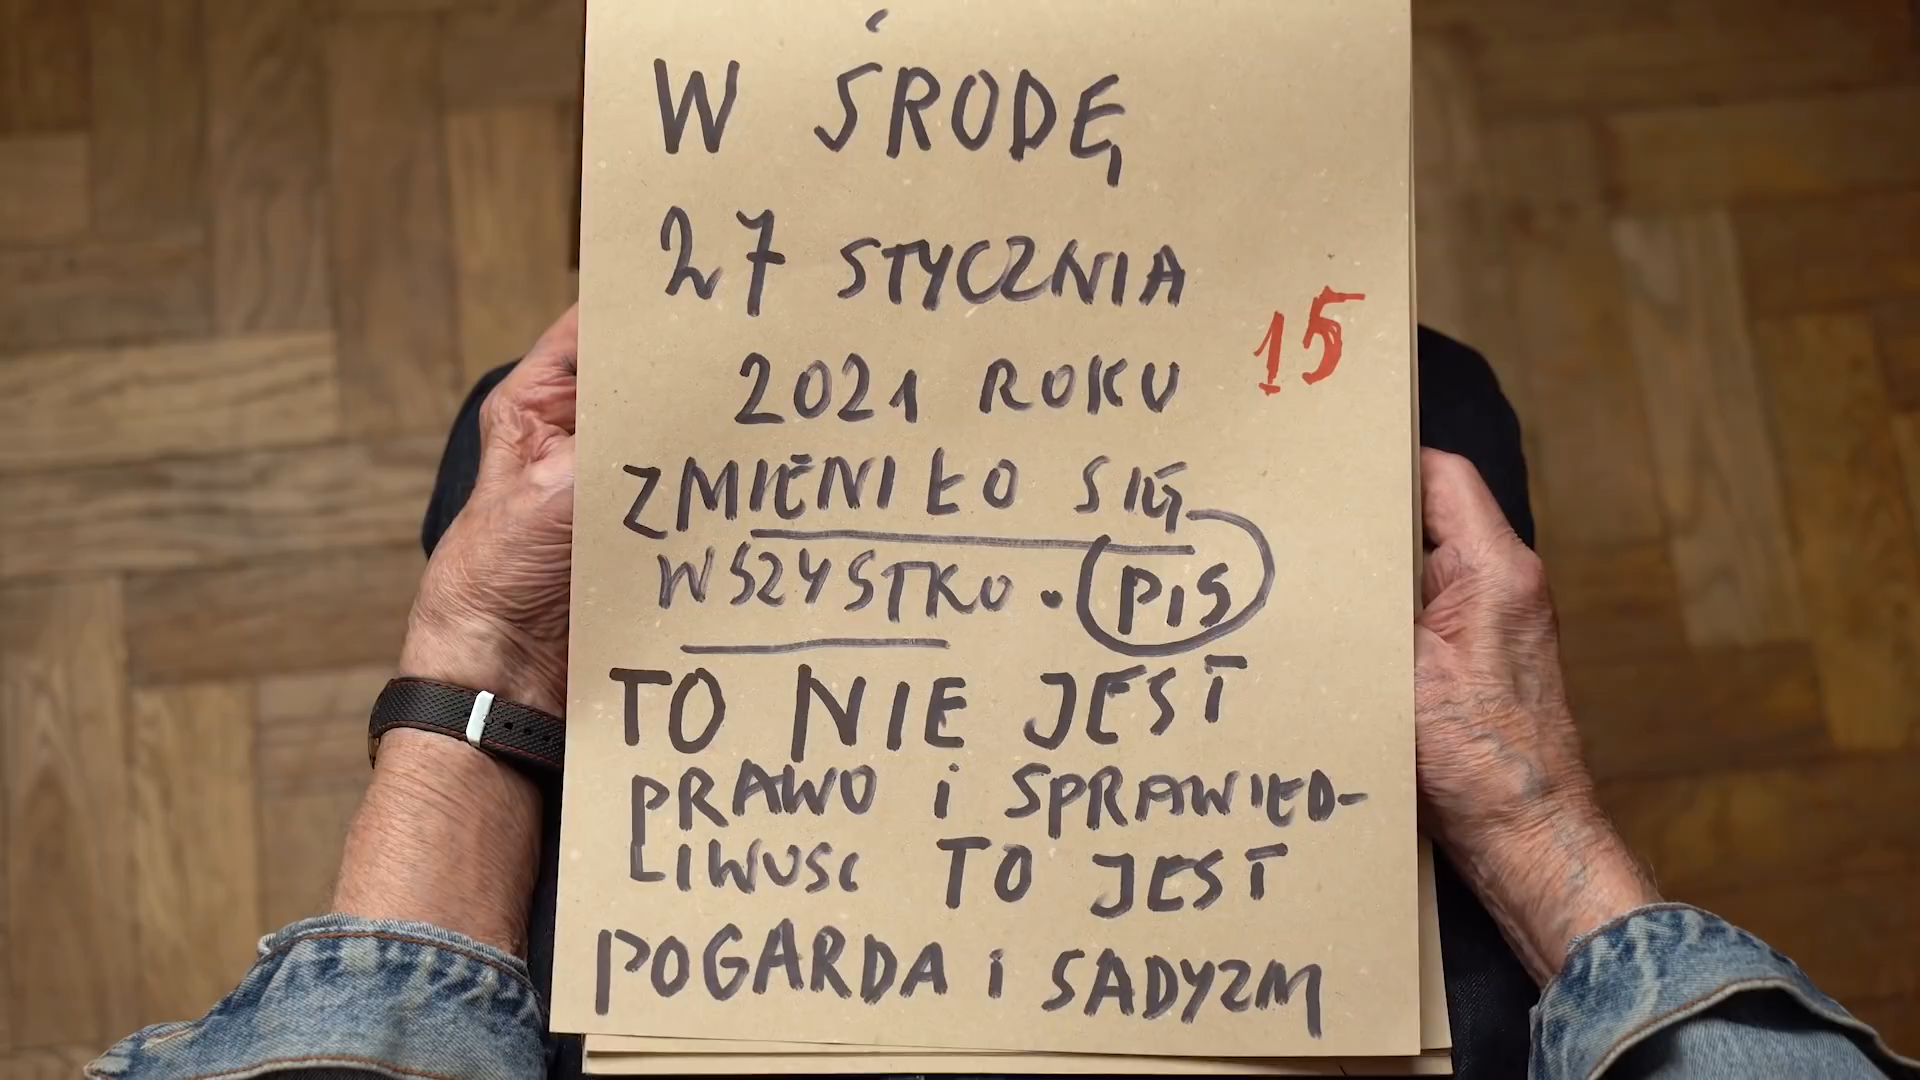 W ŚRODĘ
27 STYCZNIA
15
2021 ROKU
ZMIENIŁO SIĘ
WSZYSTKO. PIS
TO NIE JEST
PRAWO i SPRAWIED-
LIWOSC TO JEST
POGARDA i SADYZM